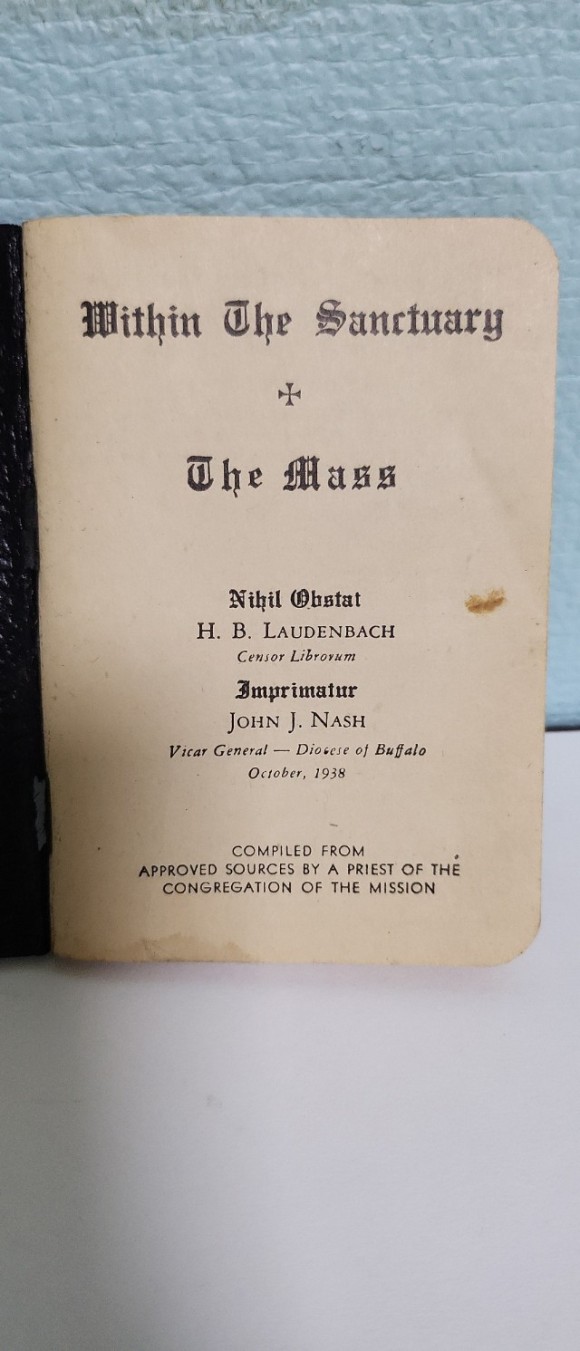 Within The Sanctuary
✠
The Mass
Nihil Obstat
H. B. LAUDENBACH
Censor Librorum
Imprimatur
JOHN J. NASH
Vicar General — Diocese of Buffalo
October, 1938
COMPILED FROM
APPROVED SOURCES BY A PRIEST OF THE
CONGREGATION OF THE MISSION